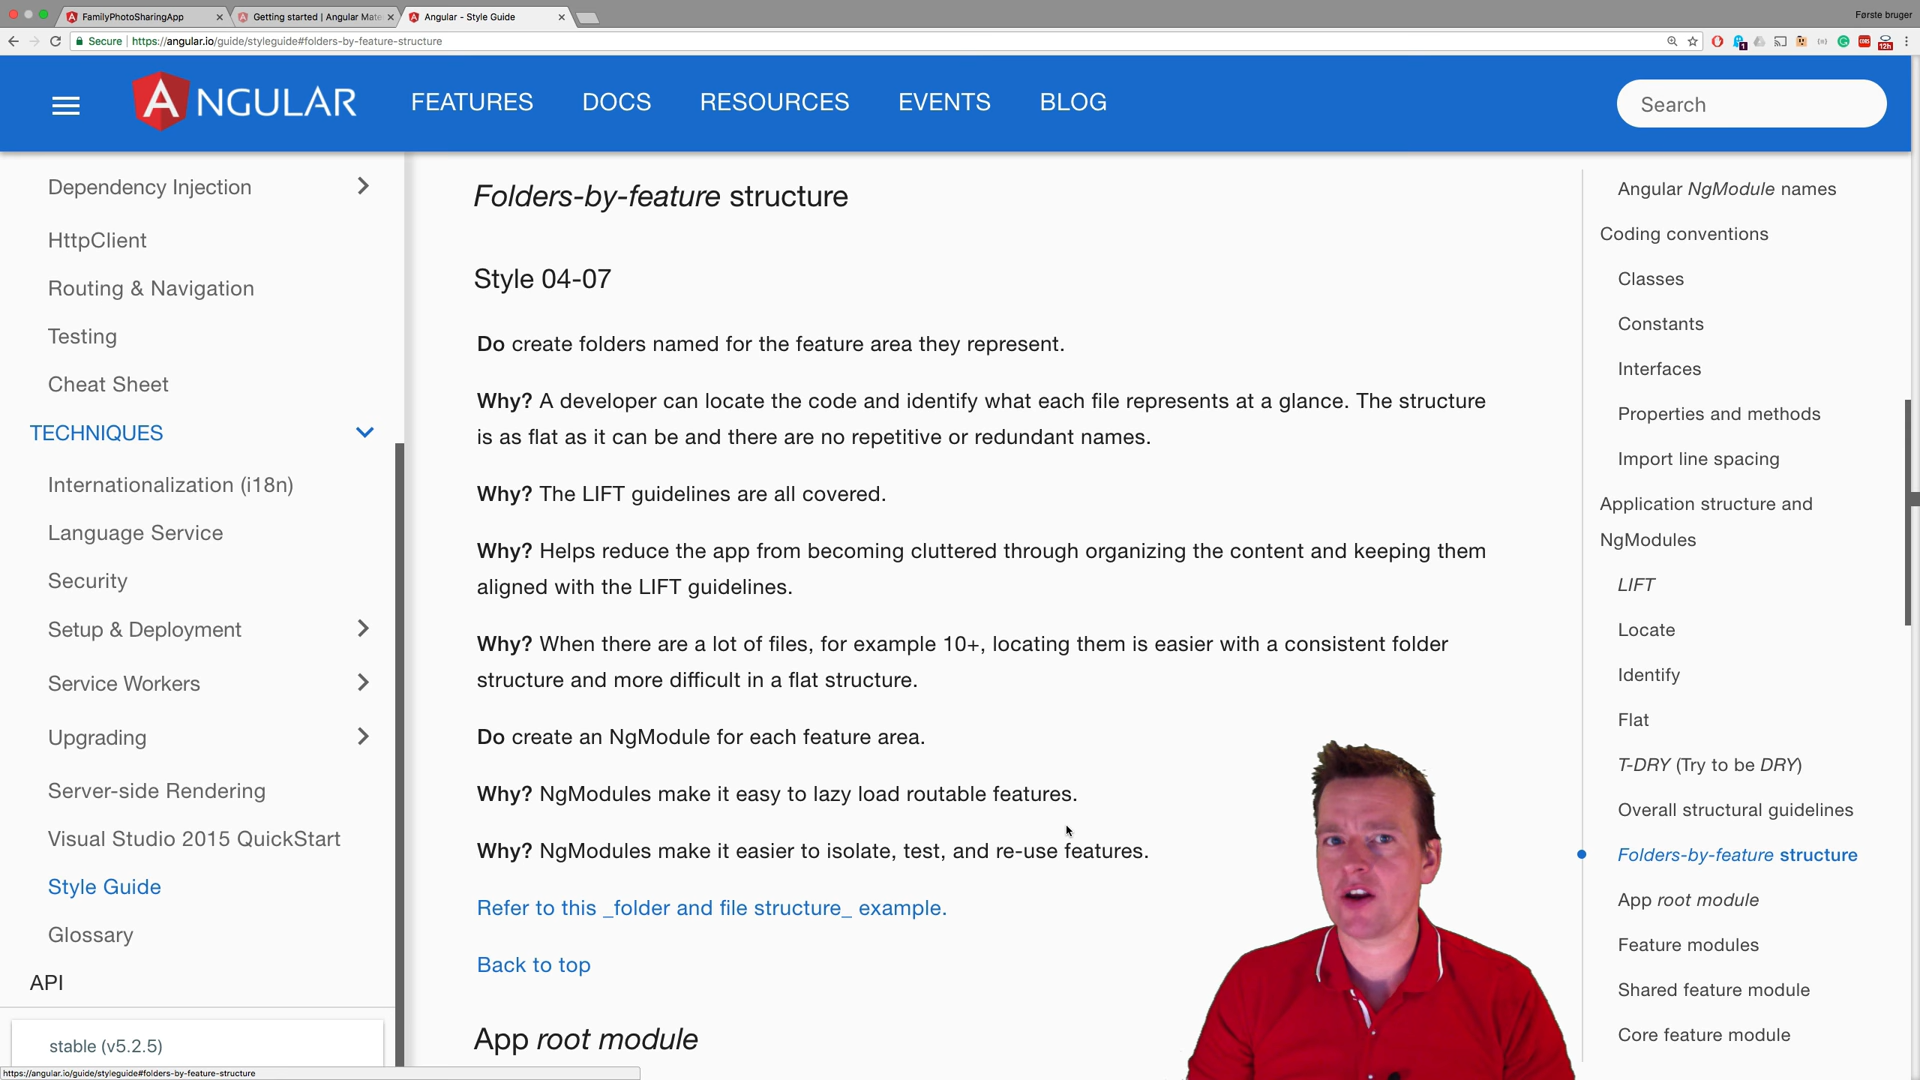 FamilyPhotoSharingApp
Getting started | Angular Mate
Angular - Style Guide
Første bruger
Secure | https://angular.io/guide/styleguide#folders-by-feature-structure
1
12h
ANGULAR
FEATURES
DOCS
RESOURCES
EVENTS
BLOG
Search
Dependency Injection
HttpClient
Routing & Navigation
Testing
Cheat Sheet
TECHNIQUES
Internationalization (i18n)
Language Service
Security
Setup & Deployment
Service Workers
Upgrading
Server-side Rendering
Visual Studio 2015 QuickStart
Style Guide
Glossary
API
stable (v5.2.5)
https://angular.io/guide/styleguide#folders-by-feature-structure
Folders-by-feature structure
Style 04-07
Do create folders named for the feature area they represent.
Why? A developer can locate the code and identify what each file represents at a glance. The structure
is as flat as it can be and there are no repetitive or redundant names.
Why? The LIFT guidelines are all covered.
Why? Helps reduce the app from becoming cluttered through organizing the content and keeping them
aligned with the LIFT guidelines.
Why? When there are a lot of files, for example 10+, locating them is easier with a consistent folder
structure and more difficult in a flat structure.
Do create an NgModule for each feature area.
Why? NgModules make it easy to lazy load routable features.
Why? NgModules make it easier to isolate, test, and re-use features.
Refer to this _folder and file structure_ example.
Back to top
App root module
Angular NgModule names
Coding conventions
Classes
Constants
Interfaces
Properties and methods
Import line spacing
Application structure and
NgModules
LIFT
Locate
Identify
Flat
T-DRY (Try to be DRY)
Overall structural guidelines
Folders-by-feature structure
App root module
Feature modules
Shared feature module
Core feature module